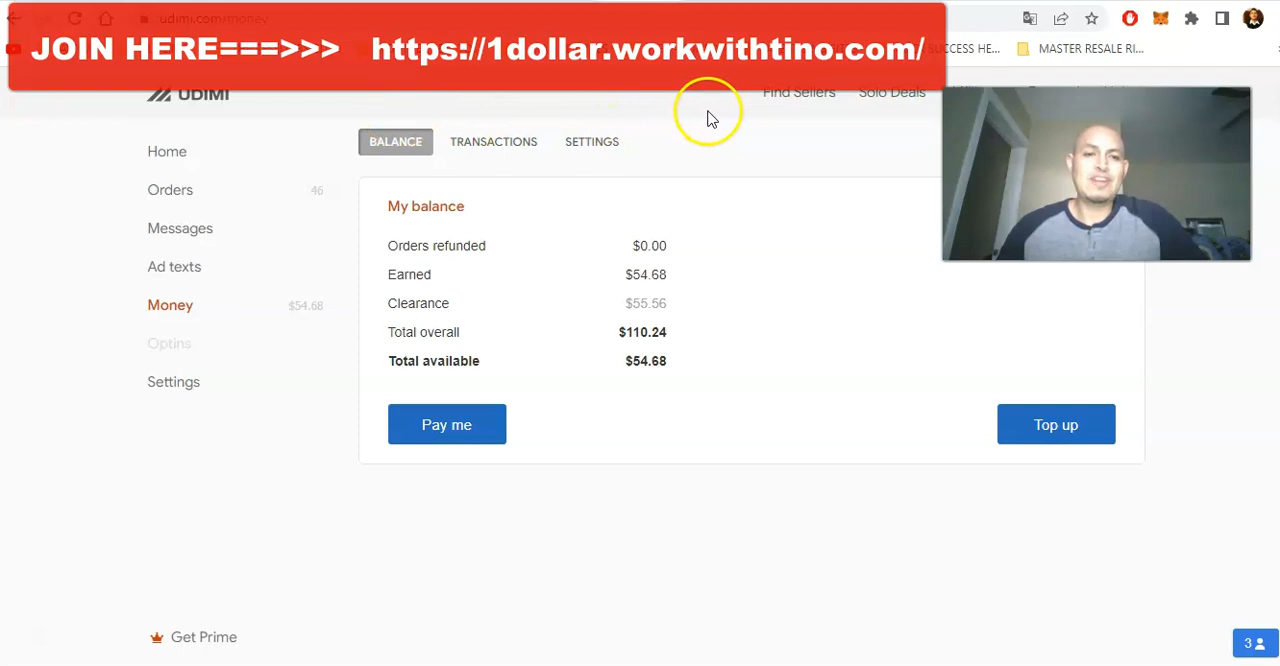 udimi.com/money
JOIN HERE===>>> https://1dollar.workwithtino.com/
SUCCESS HE...
MASTER RESALE RI...
UDIMI
Find Sellers
Solo Deals
Home
Orders 46
Messages
Ad texts
Money $54.68
Optins
Settings
BALANCE TRANSACTIONS SETTINGS
My balance
Orders refunded $0.00
Earned $54.68
Clearance $55.56
Total overall $110.24
Total available $54.68
Pay me
Top up
Get Prime
3